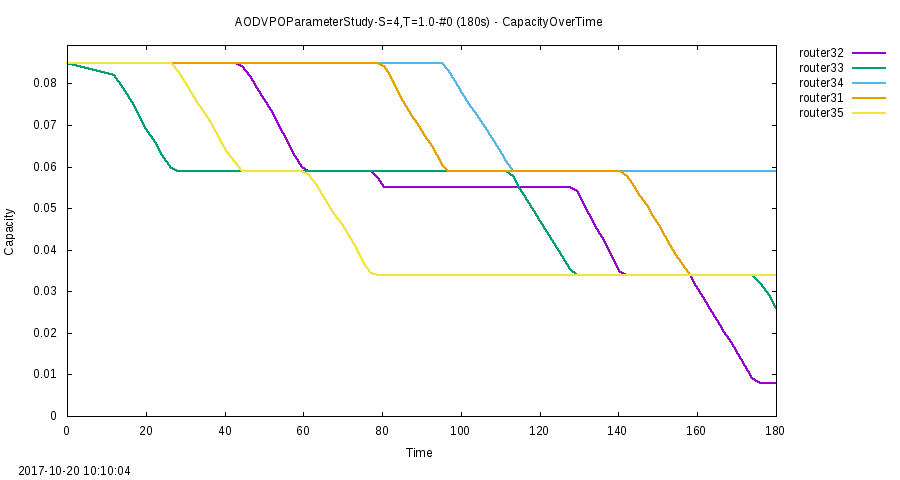 AODVPOParameterStudy-S=4,T=1.0-#0 (180s) - CapacityOverTime
router32
router33
router34
router31
router35
0.08
0.07
0.06
0.05
0.04
0.03
0.02
0.01
0
Capacity
0 20 40 60 80 100 120 140 160 180
Time
2017-10-20 10:10:04